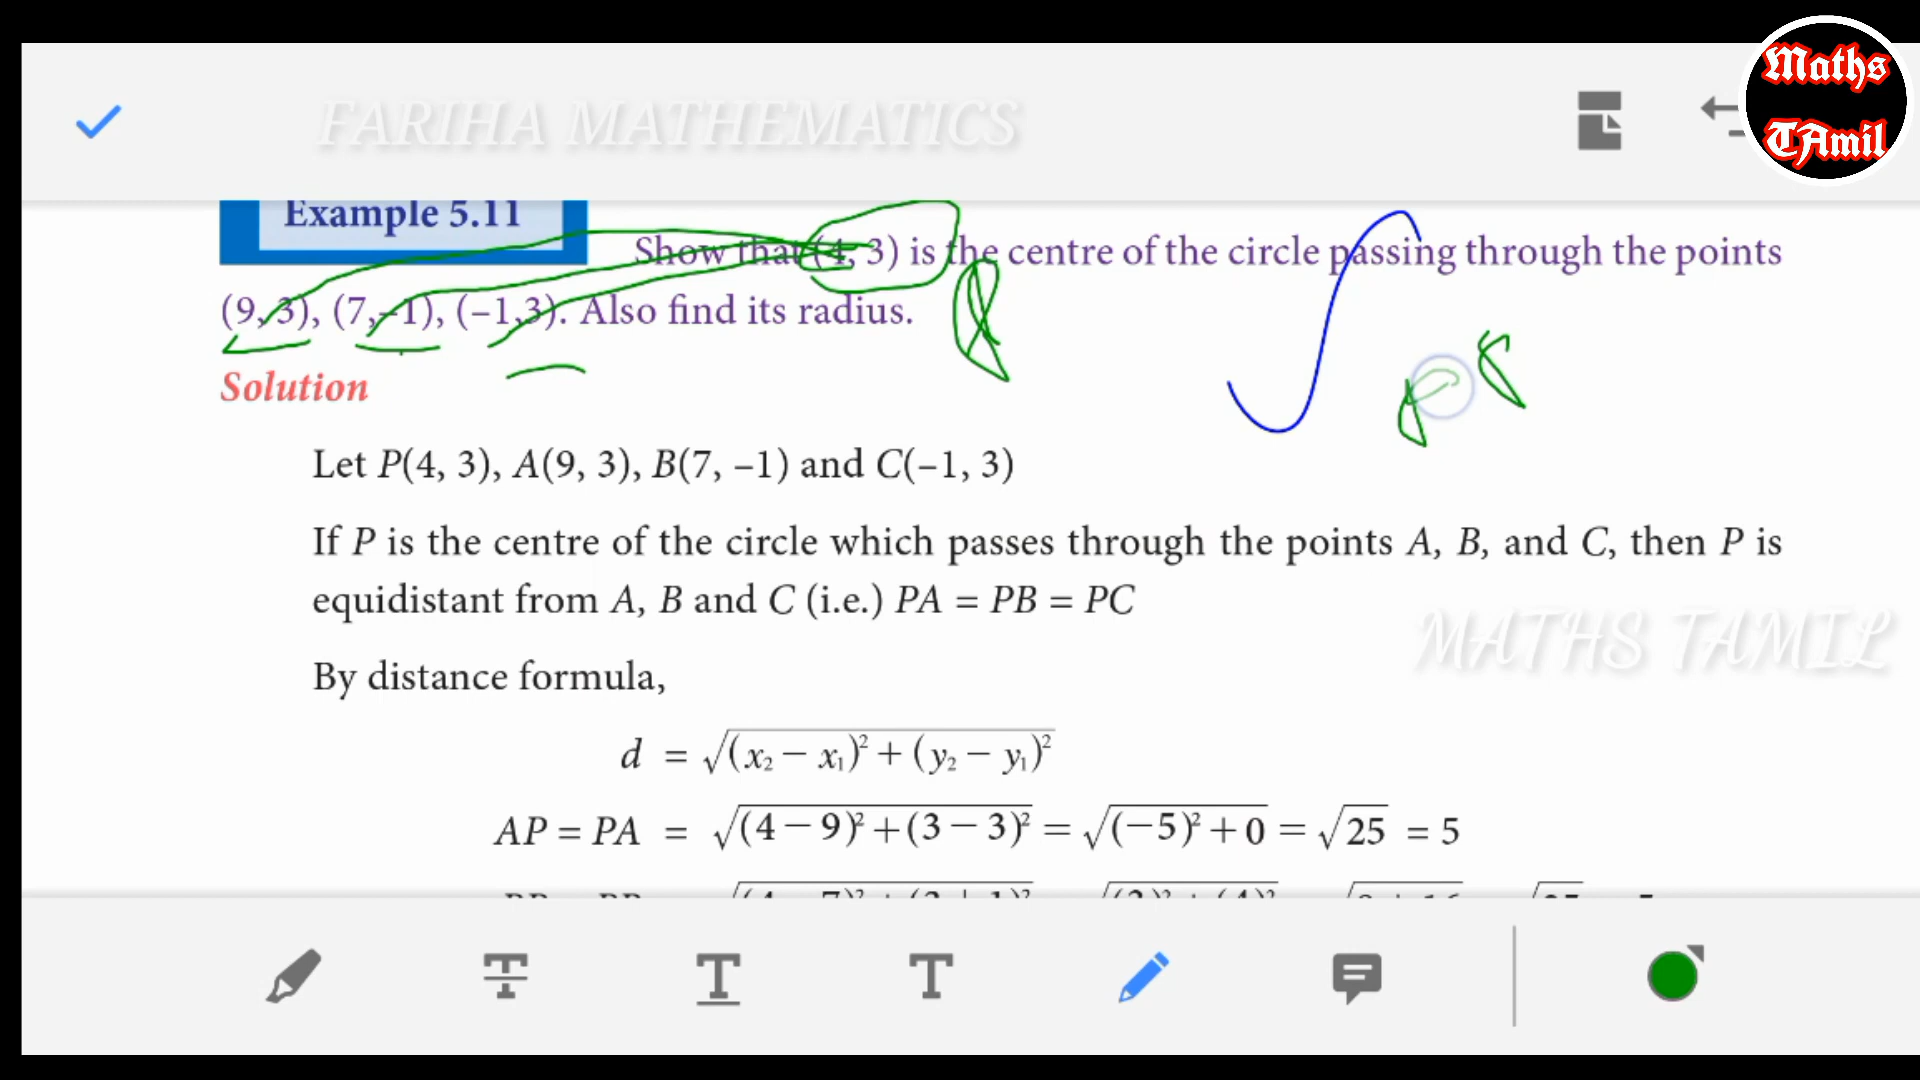 Maths
TAmil
FARIHA MATHEMATICS
Example 5.11
Show that (4, 3) is the centre of the circle passing through the points
(9, 3), (7,–1), (–1,3). Also find its radius.
Solution
Let P(4, 3), A(9, 3), B(7, –1) and C(–1, 3)
If P is the centre of the circle which passes through the points A, B, and C, then P is
equidistant from A, B and C (i.e.) PA = PB = PC
MATHS TAMIL
By distance formula,
d = √(x₂ − x₁)² + (y₂ − y₁)²
AP = PA = √(4 − 9)² + (3 − 3)² = √(−5)² + 0 = √25 = 5